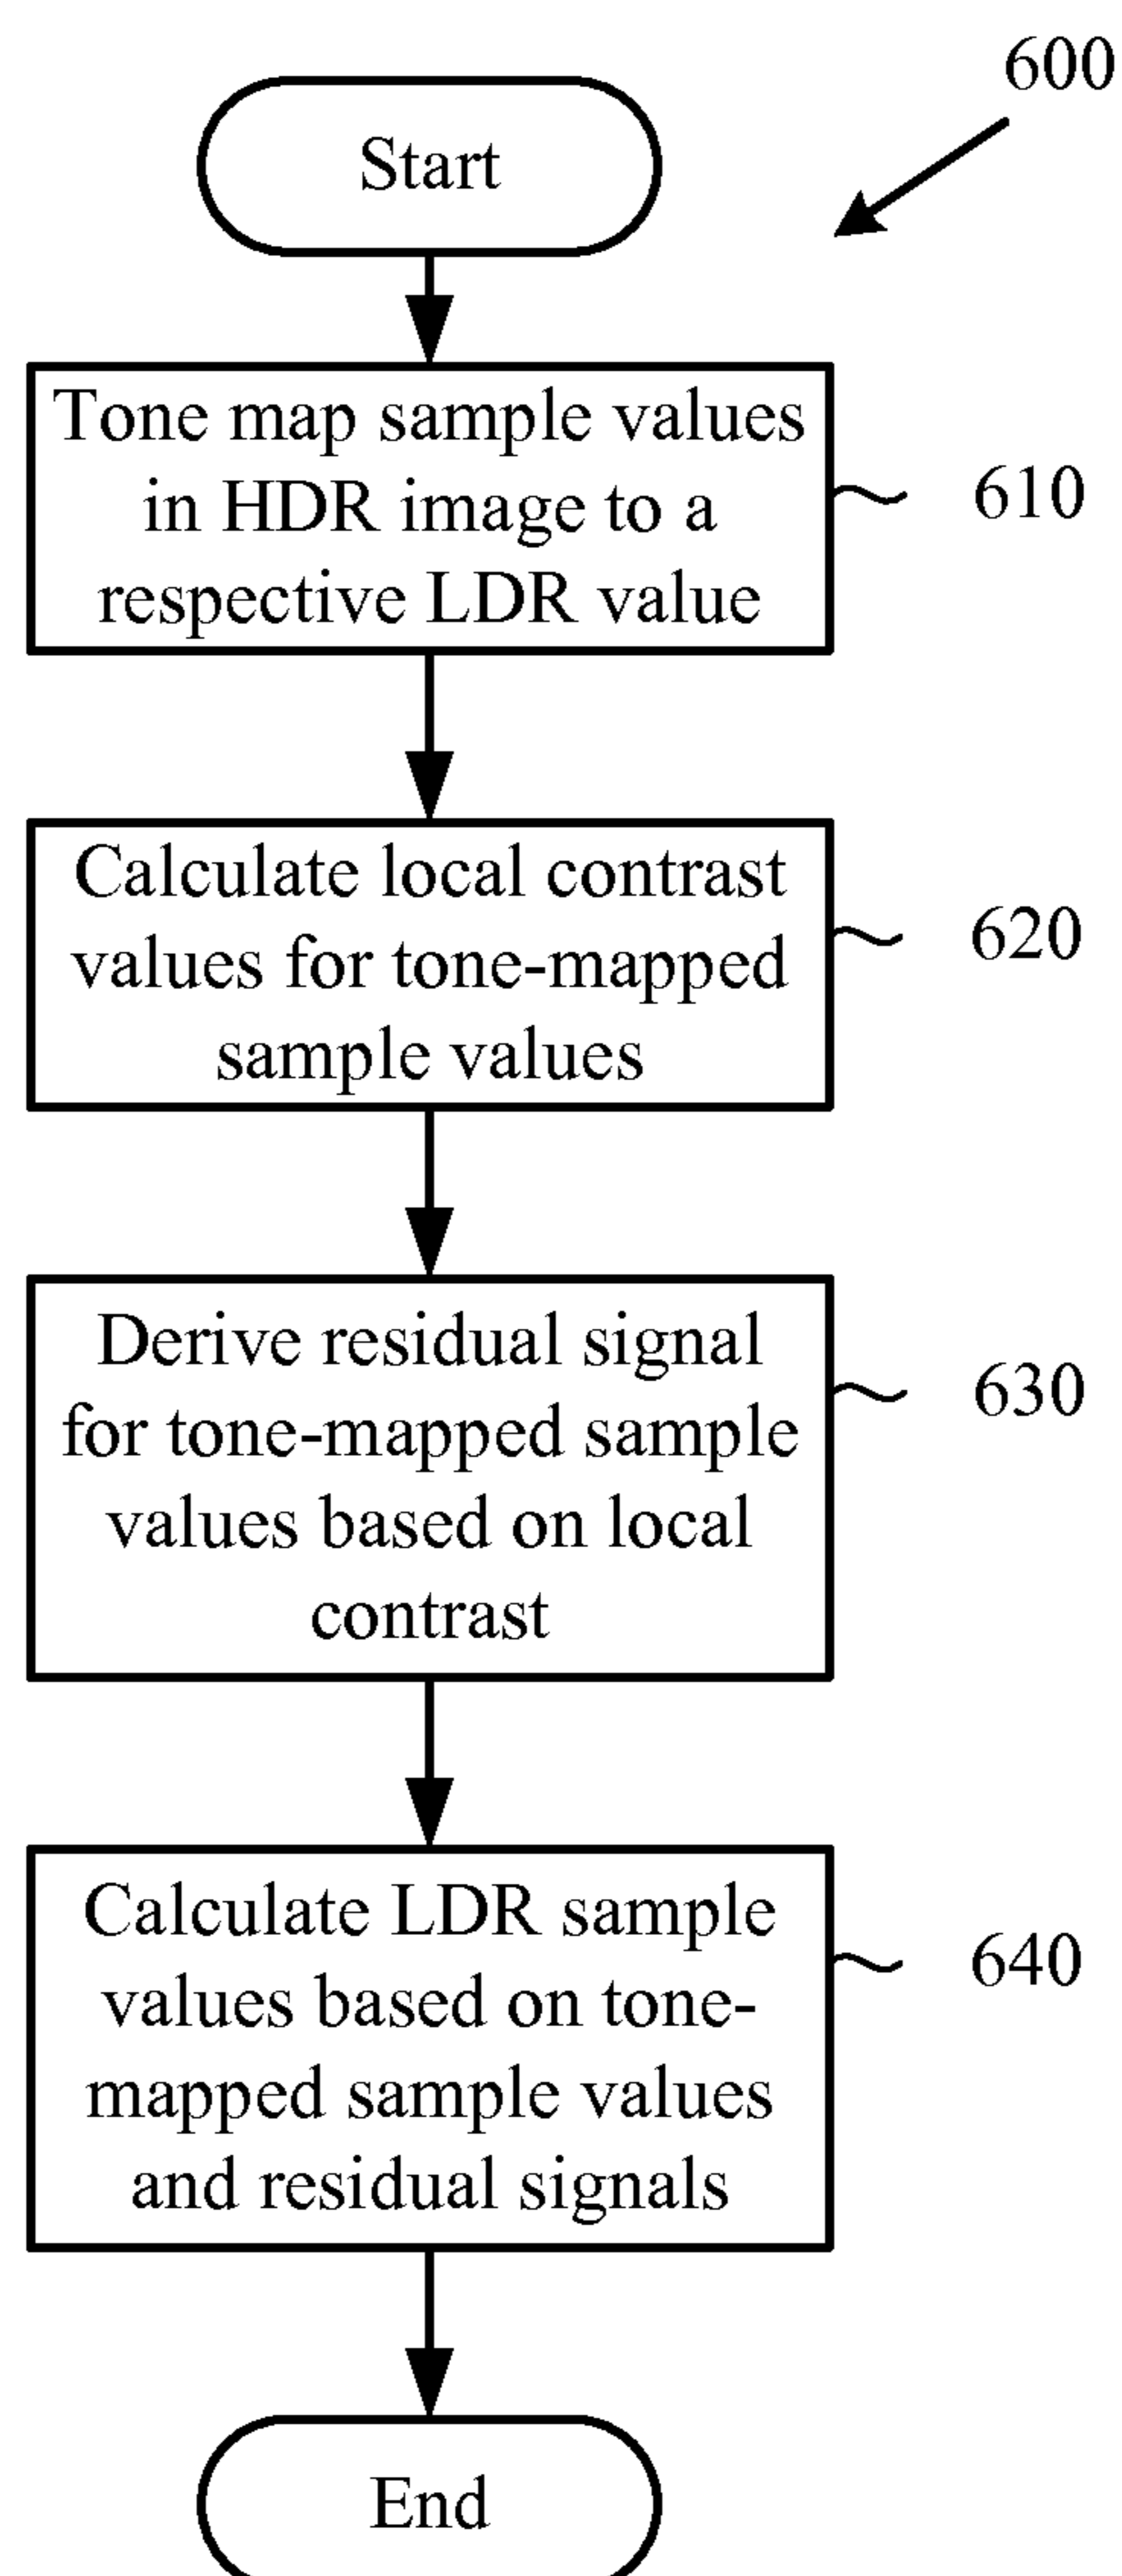 600
Start
Tone map sample values
in HDR image to a
respective LDR value
610
Calculate local contrast
values for tone-mapped
sample values
620
Derive residual signal
for tone-mapped sample
values based on local
contrast
630
Calculate LDR sample
values based on tone-
mapped sample values
and residual signals
640
End